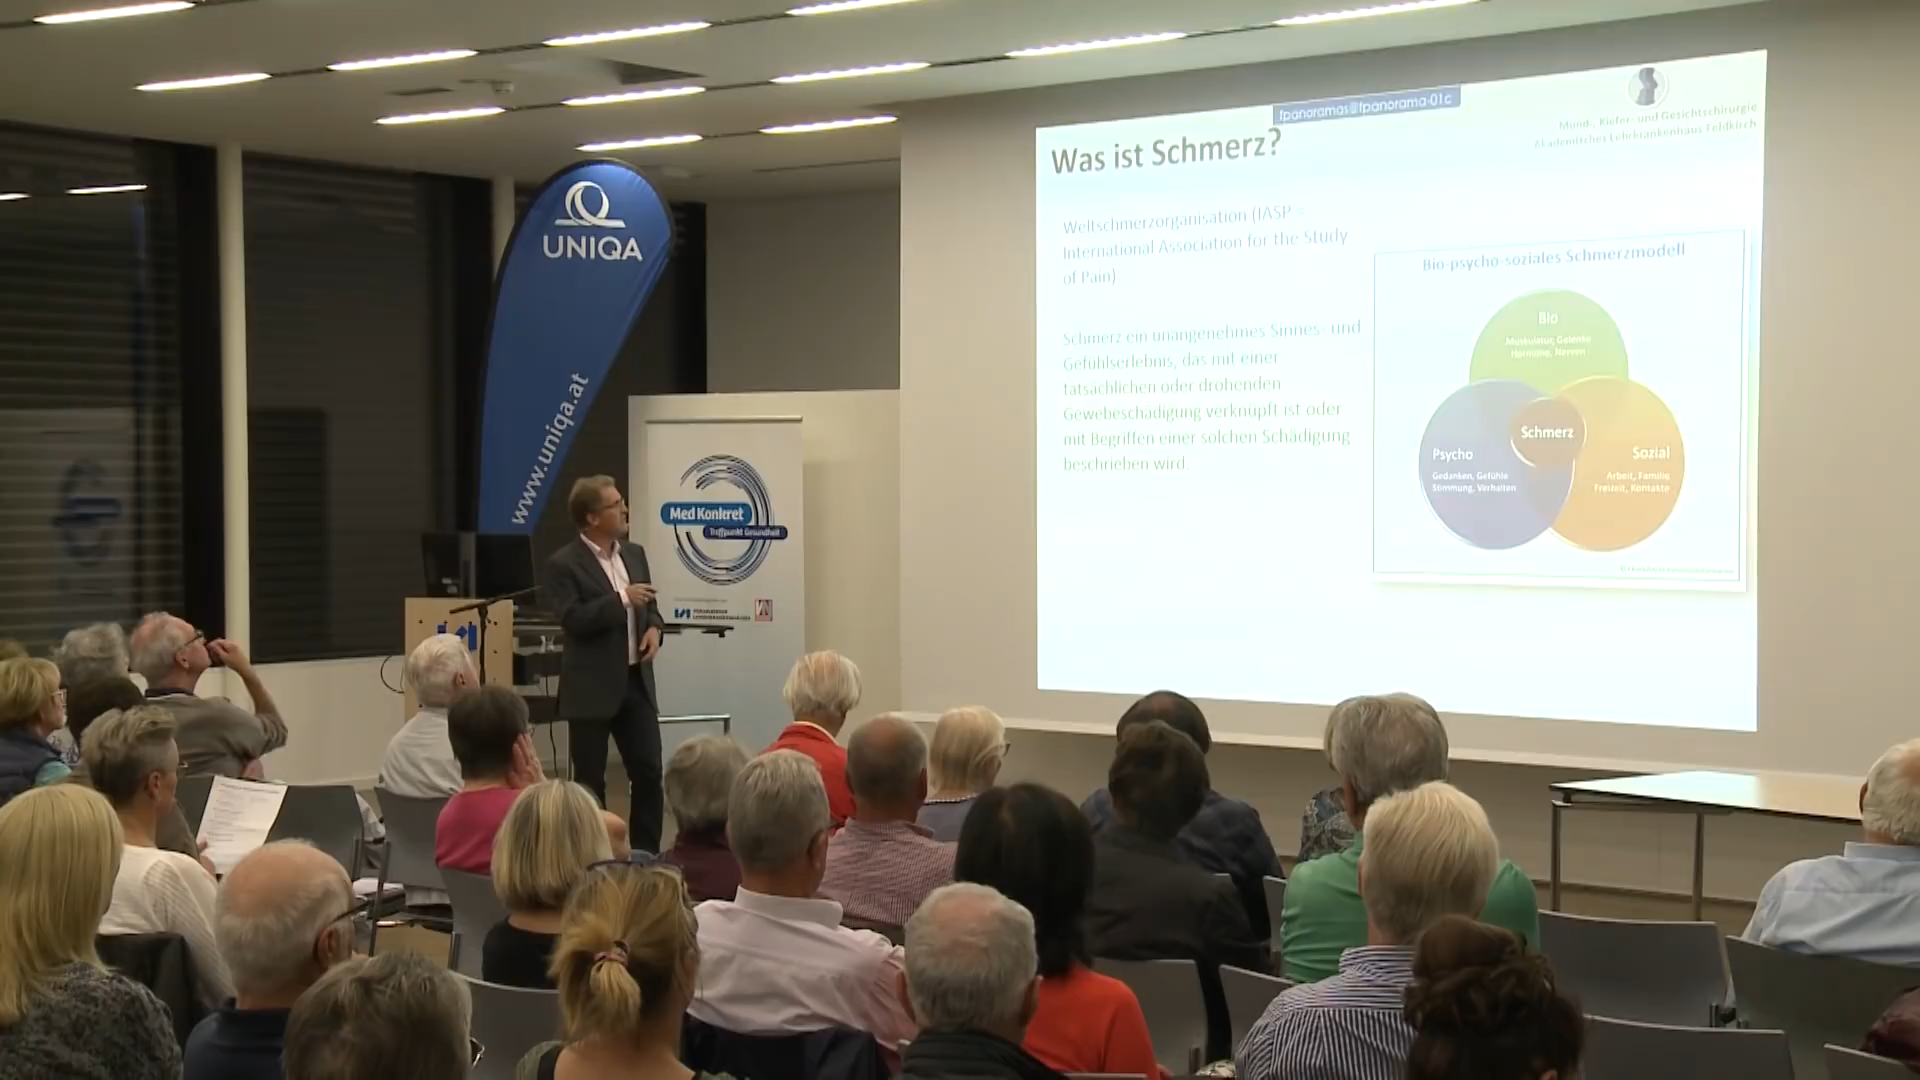 fpanoramas@fpanorama-01c
Mund-, Kiefer- und Gesichtschirurgie
Akademisches Lehrkrankenhaus Feldkirch
Was ist Schmerz?
Weltschmerzorganisation (IASP –
International Association for the Study
of Pain)
Schmerz ein unangenehmes Sinnes- und
Gefühlserlebnis, das mit einer
tatsächlichen oder drohenden
Gewebeschädigung verknüpft ist oder
mit Begriffen einer solchen Schädigung
beschrieben wird.
Bio-psycho-soziales Schmerzmodell
Bio
Muskulatur, Gelenke
Hormone, Nerven
Schmerz
Psycho
Gedanken, Gefühle
Stimmung, Verhalten
Sozial
Arbeit, Familie
Freizeit, Kontakte
UNIQA
www.uniqa.at
Med Konkret
Treffpunkt Gesundheit